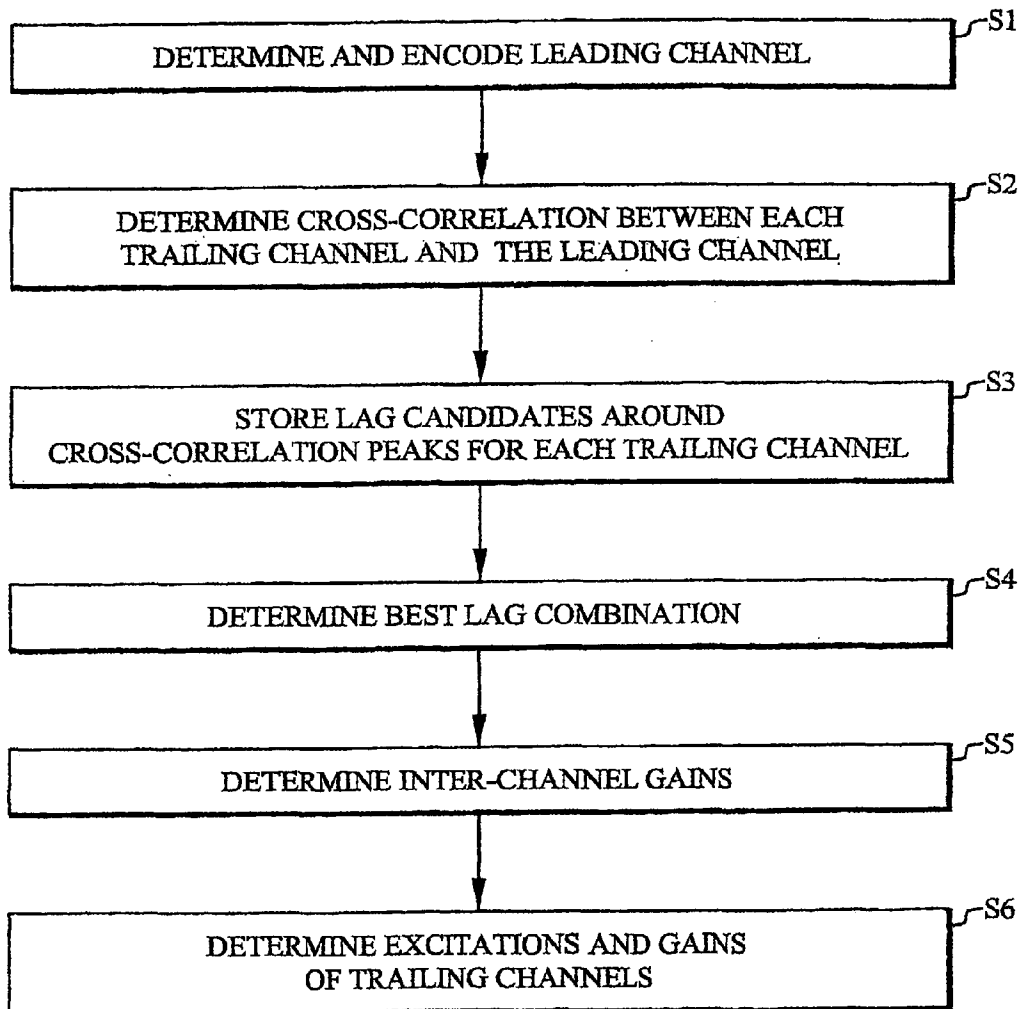 S1
DETERMINE AND ENCODE LEADING CHANNEL
S2
DETERMINE CROSS-CORRELATION BETWEEN EACH
TRAILING CHANNEL AND THE LEADING CHANNEL
S3
STORE LAG CANDIDATES AROUND
CROSS-CORRELATION PEAKS FOR EACH TRAILING CHANNEL
S4
DETERMINE BEST LAG COMBINATION
S5
DETERMINE INTER-CHANNEL GAINS
S6
DETERMINE EXCITATIONS AND GAINS
OF TRAILING CHANNELS